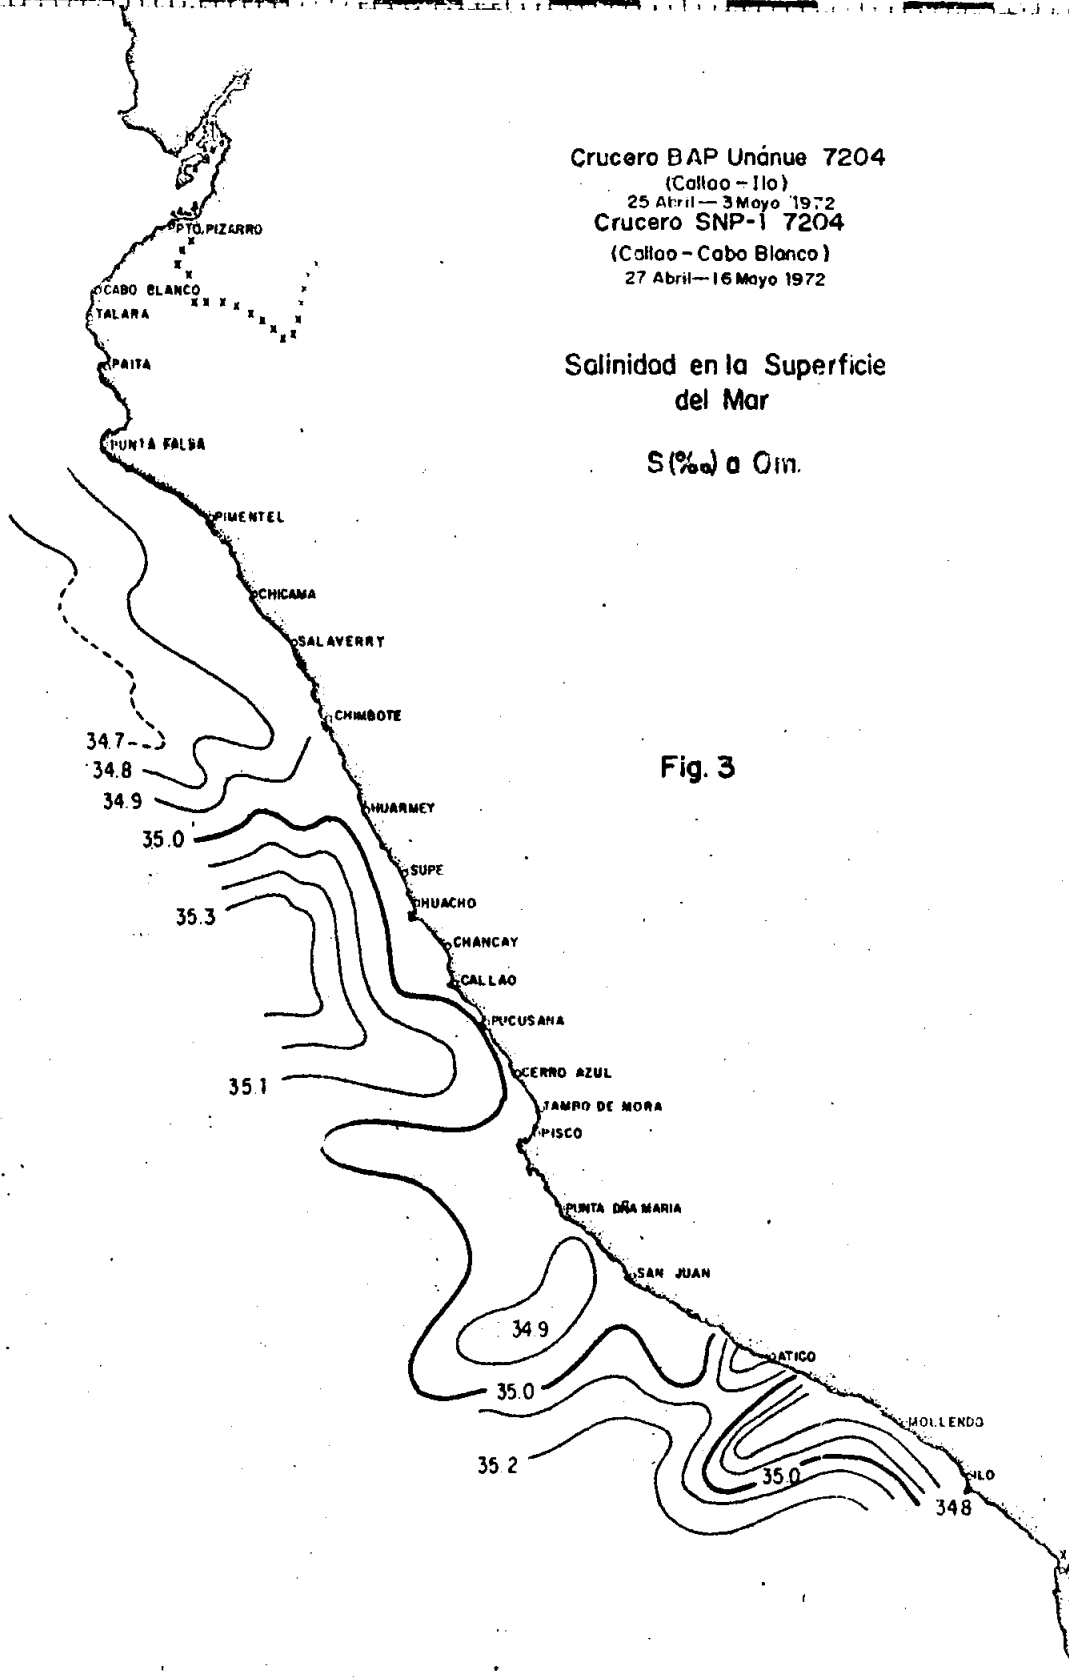 Crucero BAP Unánue 7204
(Callao - Ilo)
25 Abril - 3 Mayo 1972
Crucero SNP-1 7204
(Callao - Cabo Blanco)
27 Abril - 16 Mayo 1972
Salinidad en la Superficie
del Mar
S(‰) a 0m.
PTO. PIZARRO
CABO BLANCO
TALARA
PAITA
PUNTA FALSA
PIMENTEL
CHICAMA
SALAVERRY
CHIMBOTE
34.7
34.8
34.9
Fig. 3
HUARMEY
35.0
SUPE
HUACHO
35.3
CHANCAY
CALLAO
PUCUSANA
CERRO AZUL
35.1
TAMBO DE MORA
PISCO
PUNTA DÑA MARIA
SAN JUAN
34.9
ATICO
35.0
MOLLENDO
35.2
35.0
ILO
348